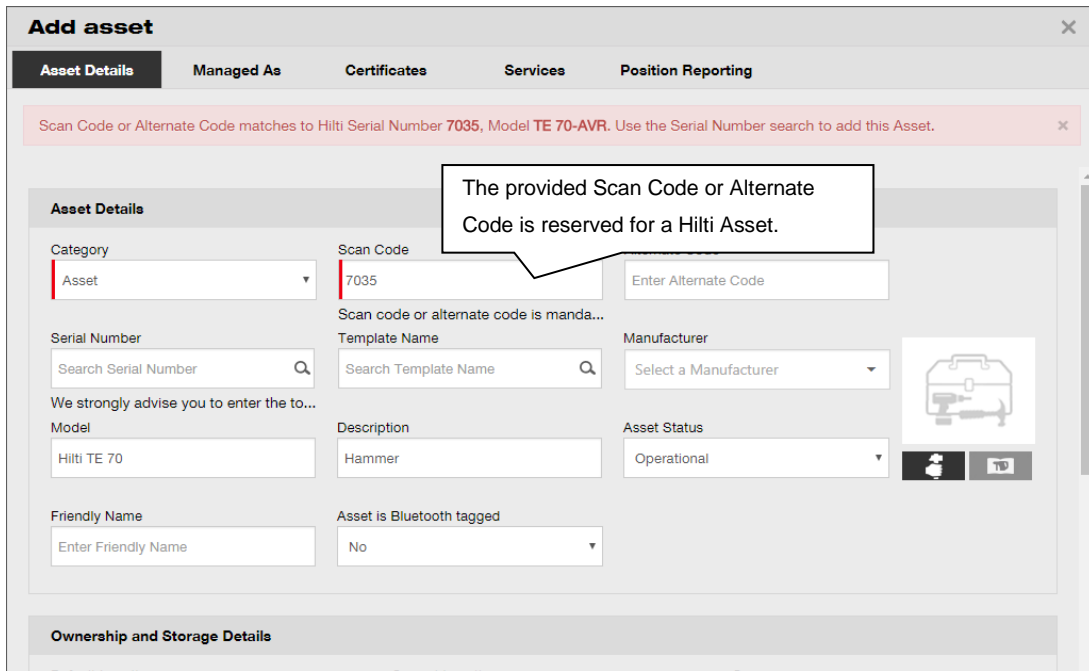 Add asset
Asset Details Managed As Certificates Services Position Reporting
Scan Code or Alternate Code matches to Hilti Serial Number 7035, Model TE 70-AVR. Use the Serial Number search to add this Asset.
The provided Scan Code or Alternate
Code is reserved for a Hilti Asset.
Asset Details
Category Scan Code
Asset 7035 Enter Alternate Code
Scan code or alternate code is manda...
Serial Number Template Name Manufacturer
Search Serial Number Search Template Name Select a Manufacturer
We strongly advise you to enter the to...
Model Description Asset Status
Hilti TE 70 Hammer Operational
Friendly Name Asset is Bluetooth tagged
Enter Friendly Name No
Ownership and Storage Details